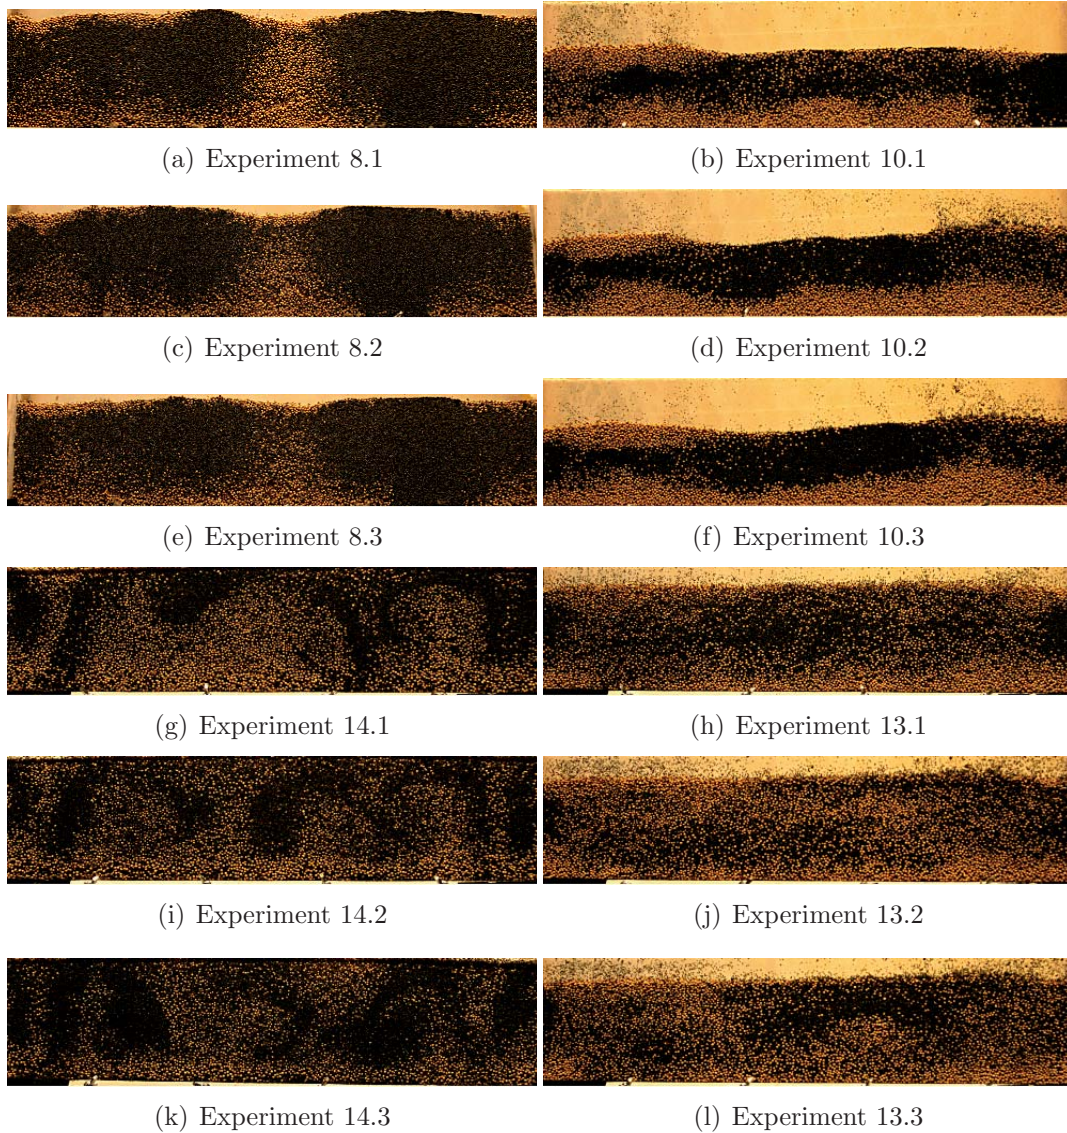 (a) Experiment 8.1
(b) Experiment 10.1
(c) Experiment 8.2
(d) Experiment 10.2
(e) Experiment 8.3
(f) Experiment 10.3
(g) Experiment 14.1
(h) Experiment 13.1
(i) Experiment 14.2
(j) Experiment 13.2
(k) Experiment 14.3
(l) Experiment 13.3